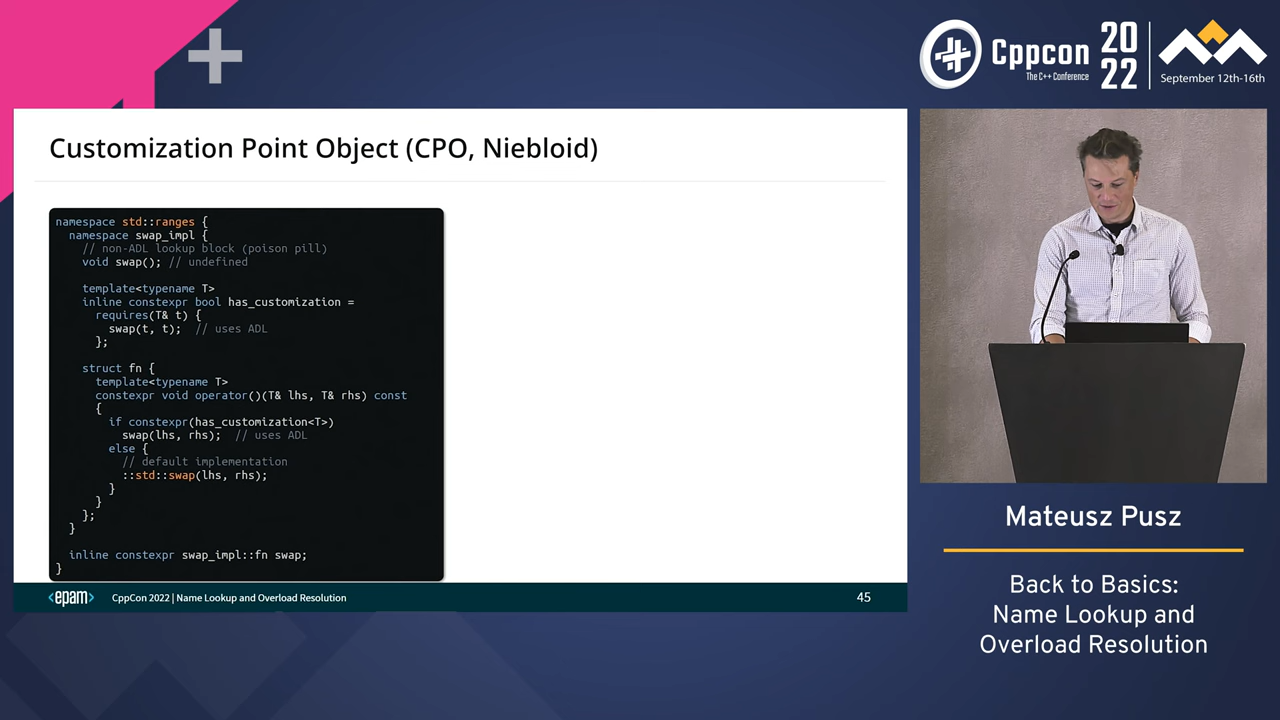 Cppcon
The C++ Conference
20
22
September 12th-16th
Customization Point Object (CPO, Niebloid)
namespace std::ranges {
  namespace swap_impl {
    // non-ADL lookup block (poison pill)
    void swap(); // undefined

    template<typename T>
    inline constexpr bool has_customization =
      requires(T& t) {
        swap(t, t);  // uses ADL
      };

    struct fn {
      template<typename T>
      constexpr void operator()(T& lhs, T& rhs) const
      {
        if constexpr(has_customization<T>)
          swap(lhs, rhs);  // uses ADL
        else {
          // default implementation
          ::std::swap(lhs, rhs);
        }
      }
    };
  }

  inline constexpr swap_impl::fn swap;
}
<epam>
CppCon 2022 | Name Lookup and Overload Resolution
45
Mateusz Pusz
Back to Basics:
Name Lookup and
Overload Resolution